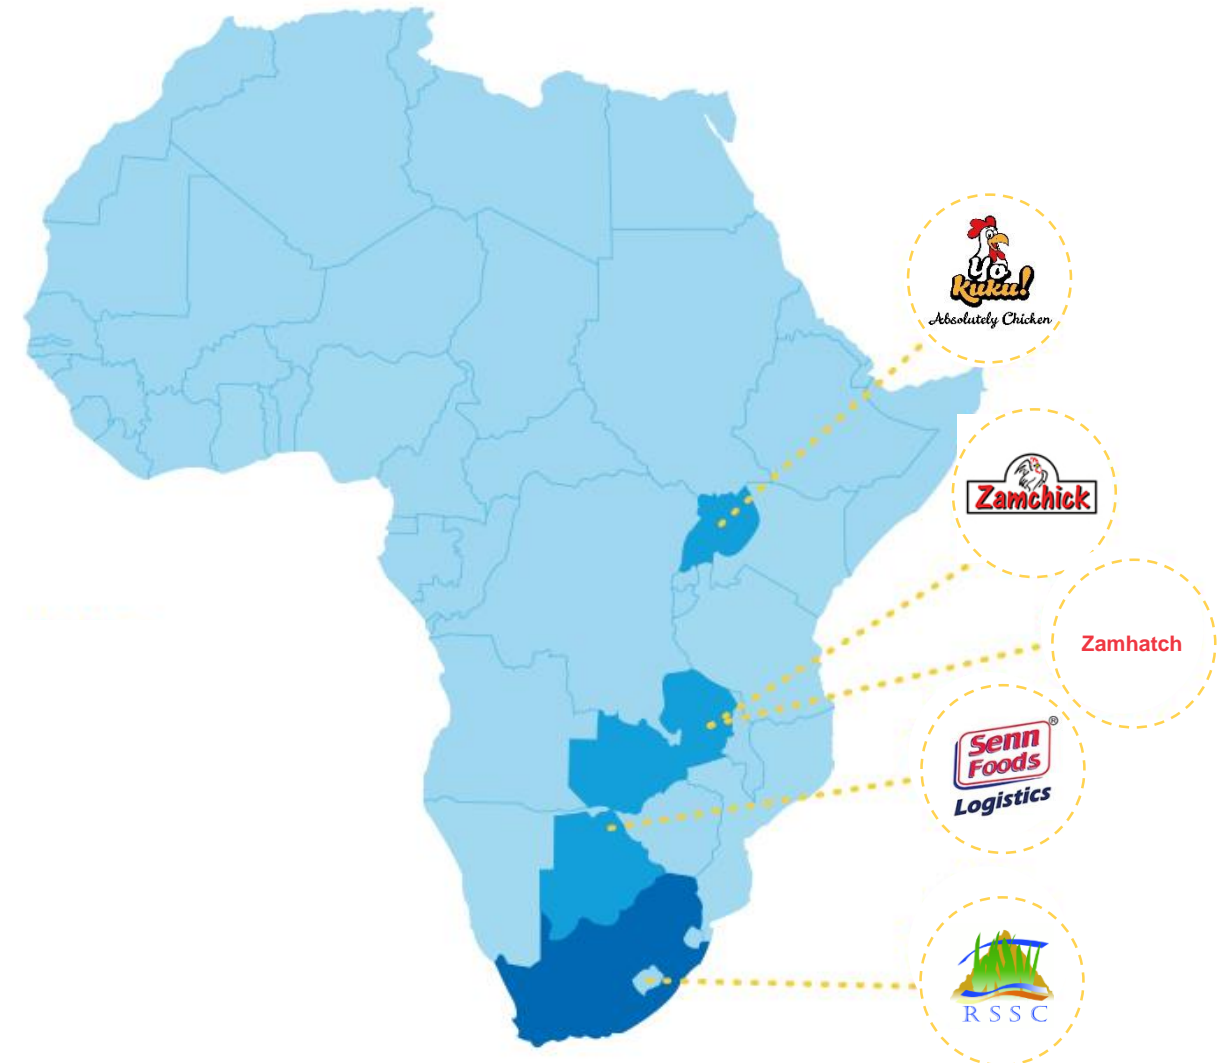 Yo
Kuku!
Absolutely Chicken
Zamchick
Zamhatch
Senn
Foods
®
Logistics
RSSC